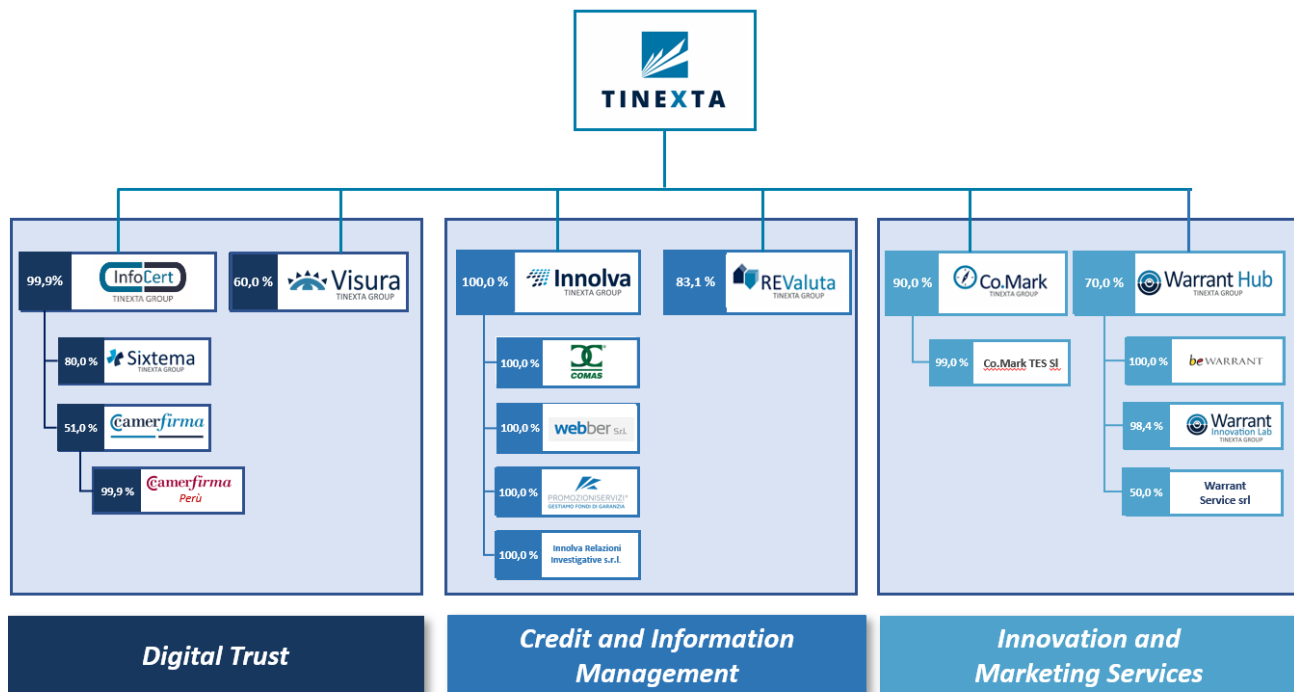 TINEXTA
99,9%
InfoCert
TINEXTA GROUP
60,0 %
Visura
TINEXTA GROUP
80,0 %
Sixtema
TINEXTA GROUP
51,0 %
Camerfirma
99,9 %
Camerfirma
Perù
Digital Trust
100,0 %
Innolva
TINEXTA GROUP
83,1 %
REValuta
TINEXTA GROUP
100,0 %
COMAS
100,0 %
webber S.r.l.
100,0 %
PROMOZIONISERVIZI®
GESTIAMO FONDI DI GARANZIA
100,0 %
Innolva Relazioni
Investigative s.r.l.
Credit and Information
Management
90,0 %
Co.Mark
TINEXTA GROUP
70,0 %
Warrant Hub
TINEXTA GROUP
99,0 %
Co.Mark TES Sl
100,0 %
beWARRANT
98,4 %
Warrant
Innovation Lab
TINEXTA GROUP
50,0 %
Warrant
Service srl
Innovation and
Marketing Services